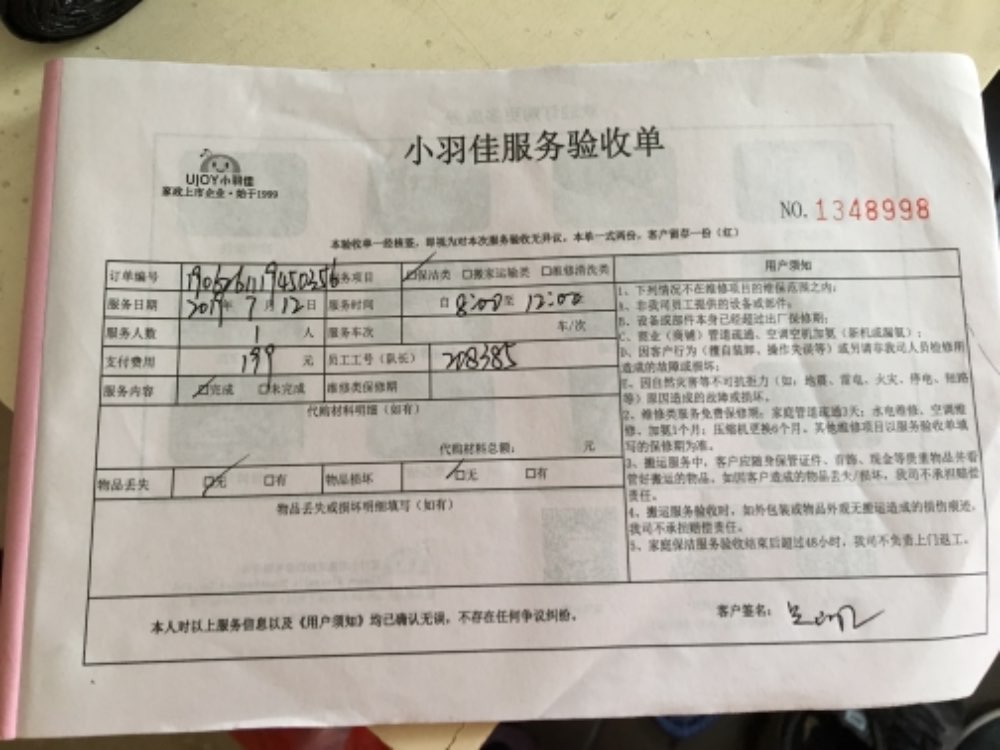 小羽佳服务验收单
UJOY小羽佳
家政上市企业·始于1999
NO. 1348998
本验收单一经核签,即视为对本次服务验收无异议。本单一式两份,客户留存一份(红)
订单编号 服务项目 ☑保洁类 □搬家运输类 □维修清洗类
服务日期 2019年7月12日 服务时间 自 8:00 至 12:00
服务人数 1 人 服务车次 车/次
支付费用 199 元 员工工号(队长) 208385
服务内容 ☑完成 □未完成 维修类保修期
代购材料明细(如有)
代购材料总额: 元
物品丢失 ☑无 □有 物品损坏 ☑无 □有
物品丢失或损坏明细填写(如有)
用户须知
1、下列情况不在维修项目的维保范围之内:
A、非我司员工提供的设备或部件;
B、设备或部件本身已经超过出厂保修期;
C、商业(商铺)管道疏通、空调空机加氨(新机或漏氨);
D、因客户行为(擅自装卸、操作失误等)或另请非我司人员检修用
造成的故障或损坏;
E、因自然灾害等不可抗拒力(如:地震、雷电、火灾、停电、短路
等)原因造成的故障或损坏。
2、维修类服务免费保修期:家庭管道疏通3天;水电维修、空调维
修、加氨1个月;压缩机更换6个月。其他维修项目以服务验收单填
写的保修期为准。
3、搬运服务中,客户应随身保管证件、首饰、现金等贵重物品并看
管好搬运的物品。如因客户造成的物品丢失/损坏,我司不承担赔偿
责任。
4、搬运服务验收时,如外包装或物品外观无搬运造成的损伤痕迹,
我司不承担赔偿责任。
5、家庭保洁服务验收结束后超过48小时,我司不负责上门返工。
本人对以上服务信息以及《用户须知》均已确认无误,不存在任何争议纠纷。
客户签名: